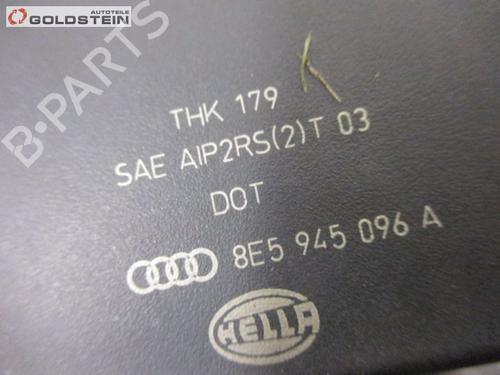 AUTOTEILE
GOLDSTEIN
B-PARTS
THK 179
SAE AIP2RS(2)T 03
DOT
8E5 945 096 A
HELLA